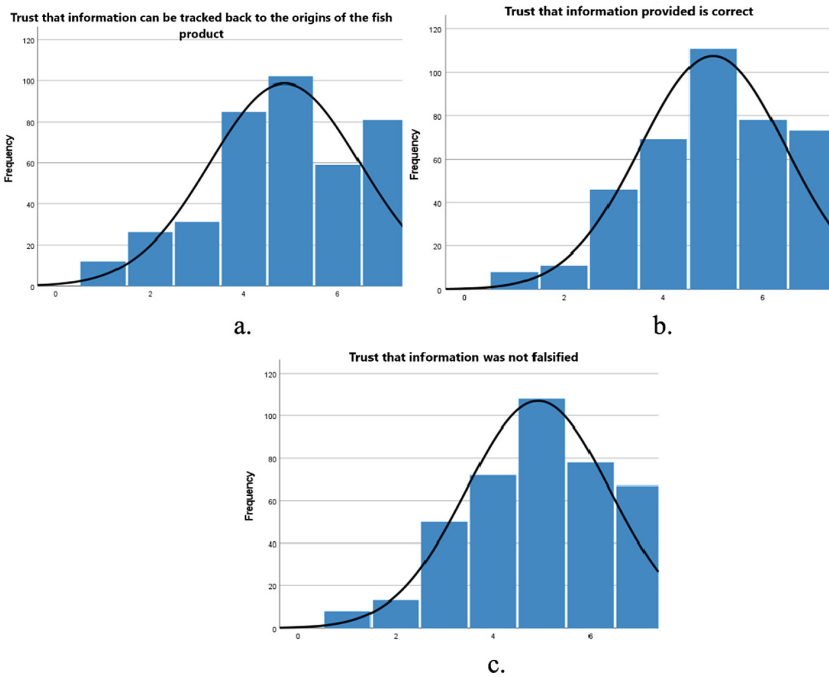 Trust that information can be tracked back to the origins of the fish
product
120
100
80
60
40
20
0
Frequency
0 2 4 6
a.
Trust that information provided is correct
120
100
80
60
40
20
0
Frequency
0 2 4 6
b.
Trust that information was not falsified
120
100
80
60
40
20
0
Frequency
0 2 4 6
c.